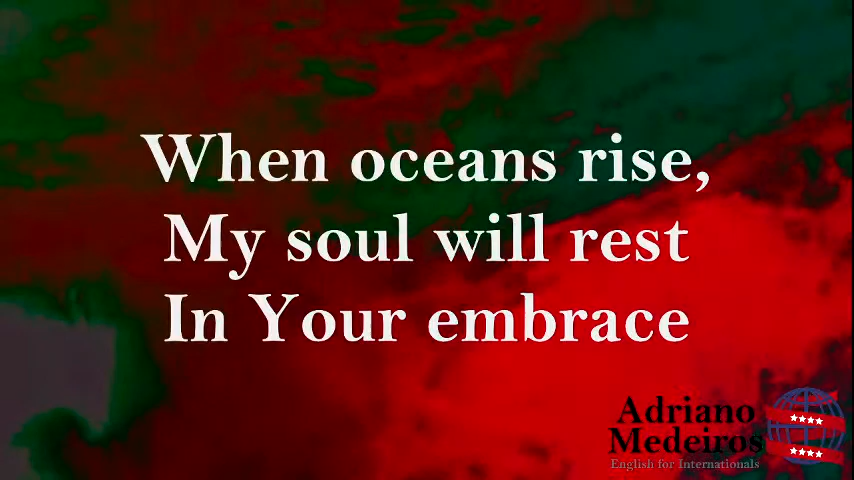 When oceans rise,
My soul will rest
In Your embrace
Adriano
Medeiros
English for Internationals